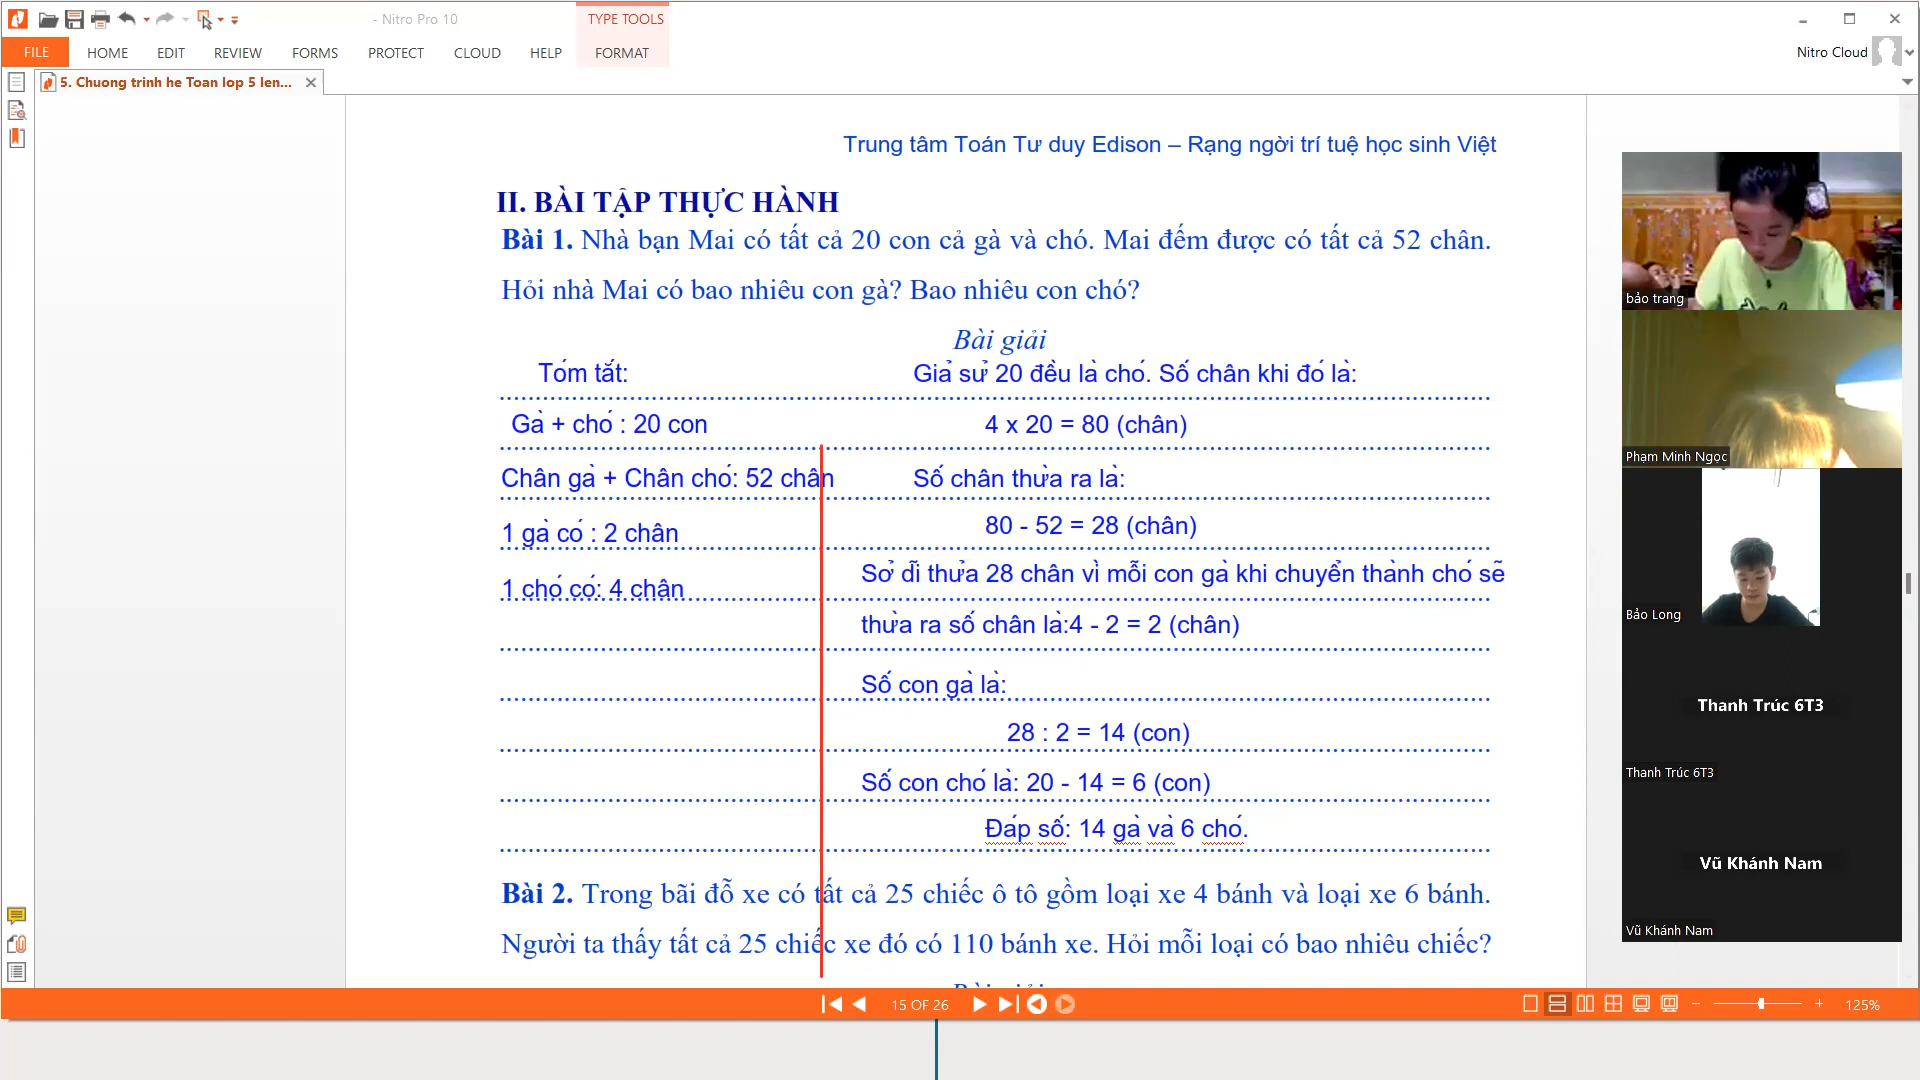 - Nitro Pro 10
TYPE TOOLS
FILE HOME EDIT REVIEW FORMS PROTECT CLOUD HELP FORMAT
Nitro Cloud
5. Chuong trinh he Toan lop 5 len...
Trung tâm Toán Tư duy Edison – Rạng ngời trí tuệ học sinh Việt
II. BÀI TẬP THỰC HÀNH
Bài 1. Nhà bạn Mai có tất cả 20 con cả gà và chó. Mai đếm được có tất cả 52 chân.
Hỏi nhà Mai có bao nhiêu con gà? Bao nhiêu con chó?
Bài giải
Tóm tắt:
Gà + chó : 20 con
Chân gà + Chân chó: 52 chân
1 gà có : 2 chân
1 chó có: 4 chân
Giả sử 20 đều là chó. Số chân khi đó là:
4 x 20 = 80 (chân)
Số chân thừa ra là:
80 - 52 = 28 (chân)
Sở dĩ thửa 28 chân vì mỗi con gà khi chuyển thành chó sẽ
thừa ra số chân là:4 - 2 = 2 (chân)
Số con gà là:
28 : 2 = 14 (con)
Số con chó là: 20 - 14 = 6 (con)
Đáp số: 14 gà và 6 chó.
Bài 2. Trong bãi đỗ xe có tất cả 25 chiếc ô tô gồm loại xe 4 bánh và loại xe 6 bánh.
Người ta thấy tất cả 25 chiếc xe đó có 110 bánh xe. Hỏi mỗi loại có bao nhiêu chiếc?
Bài giải
bảo trang
Phạm Minh Ngọc
Bảo Long
Thanh Trúc 6T3
Thanh Trúc 6T3
Vũ Khánh Nam
Vũ Khánh Nam
15 OF 26
125%